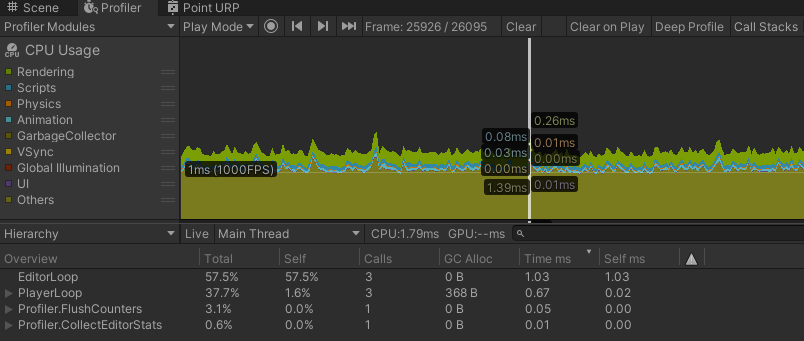 Scene Profiler Point URP
Profiler Modules Play Mode Frame: 25926 / 26095 Clear Clear on Play Deep Profile Call Stacks
CPU Usage
Rendering
Scripts
Physics
Animation
GarbageCollector
VSync
Global Illumination
UI
Others
0.26ms
0.08ms
0.01ms
0.03ms
0.00ms
1ms (1000FPS)
0.00ms
1.39ms
0.01ms
Hierarchy Live Main Thread CPU:1.79ms GPU:--ms
Overview Total Self Calls GC Alloc Time ms Self ms
EditorLoop 57.5% 57.5% 3 0 B 1.03 1.03
PlayerLoop 37.7% 1.6% 3 368 B 0.67 0.02
Profiler.FlushCounters 3.1% 0.0% 1 0 B 0.05 0.00
Profiler.CollectEditorStats 0.6% 0.0% 1 0 B 0.01 0.00